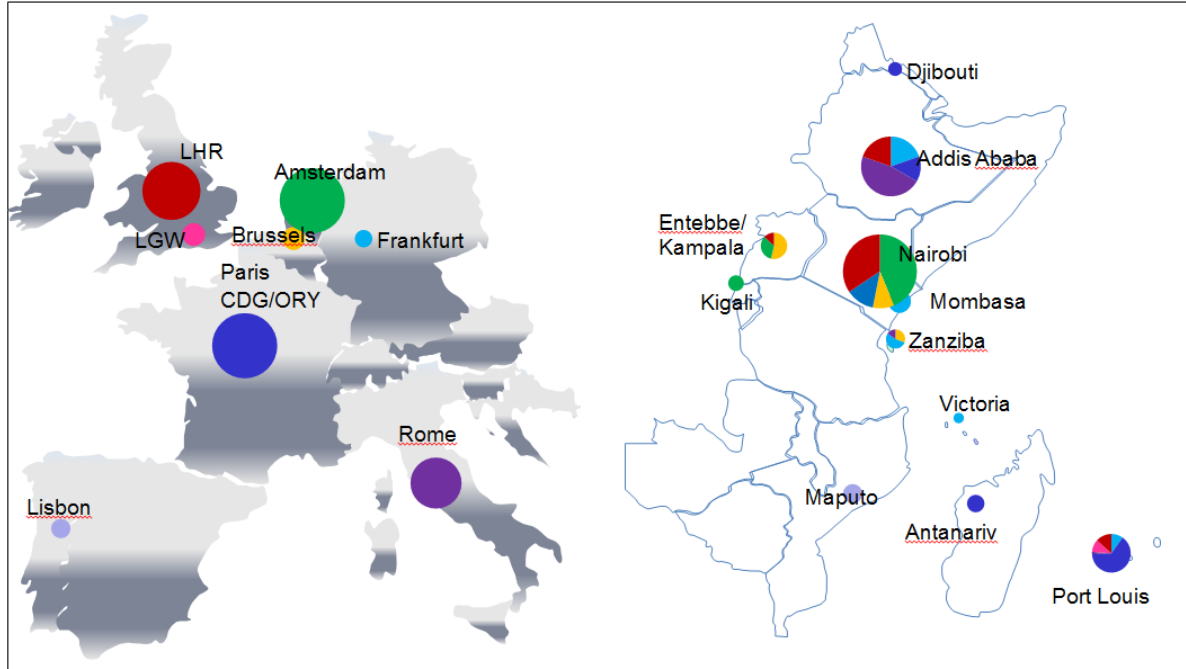 LHR
Amsterdam
LGW
Brussels
Frankfurt
Paris
CDG/ORY
Rome
Lisbon
Djibouti
Addis Ababa
Entebbe/
Kampala
Nairobi
Kigali
Mombasa
Zanziba
Victoria
Maputo
Antanariv
Port Louis